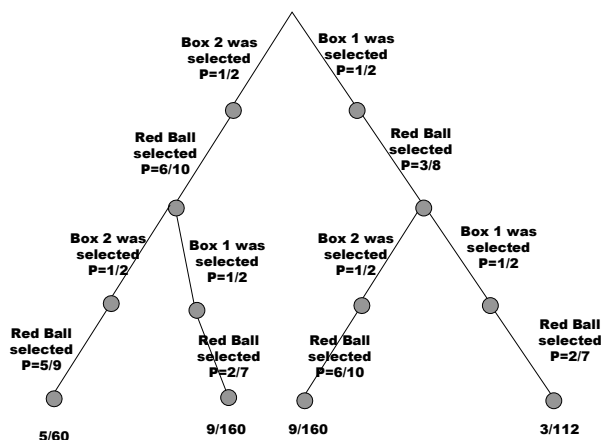 Box 2 was
selected
P=1/2
Box 1 was
selected
P=1/2
Red Ball
selected
P=6/10
Red Ball
selected
P=3/8
Box 2 was
selected
P=1/2
Box 1 was
selected
P=1/2
Box 2 was
selected
P=1/2
Box 1 was
selected
P=1/2
Red Ball
selected
P=5/9
Red Ball
selected
P=2/7
Red Ball
selected
P=6/10
Red Ball
selected
P=2/7
5/60
9/160
9/160
3/112